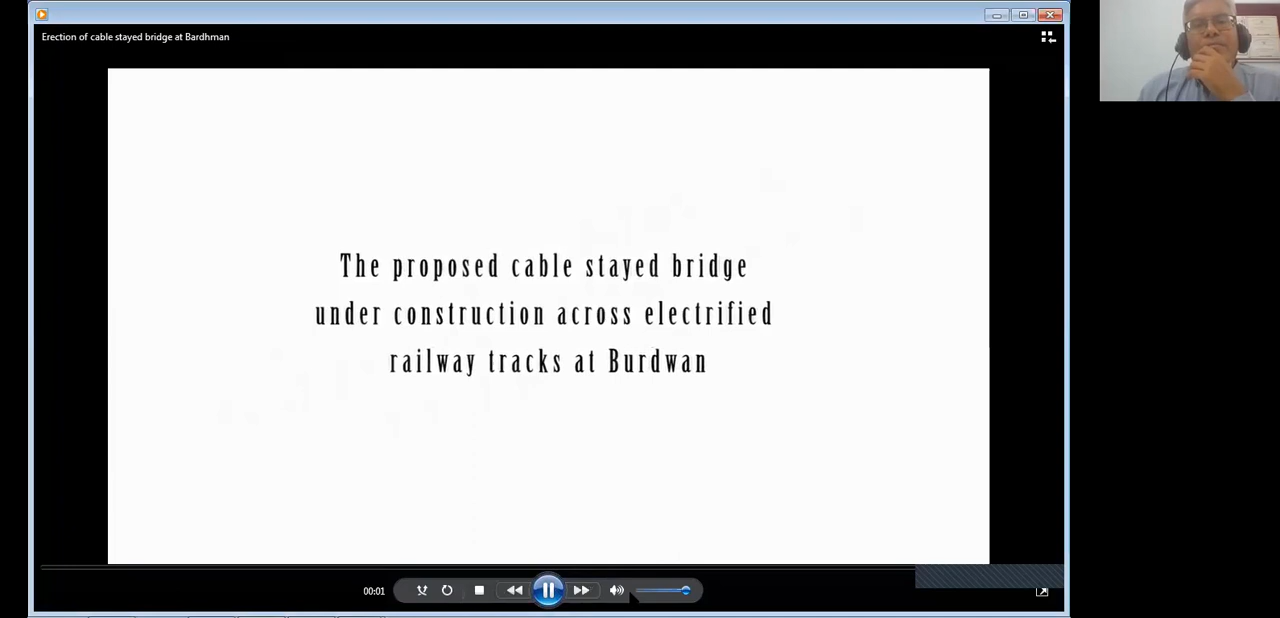 Erection of cable stayed bridge at Bardhman
The proposed cable stayed bridge
under construction across electrified
railway tracks at Burdwan
00:01